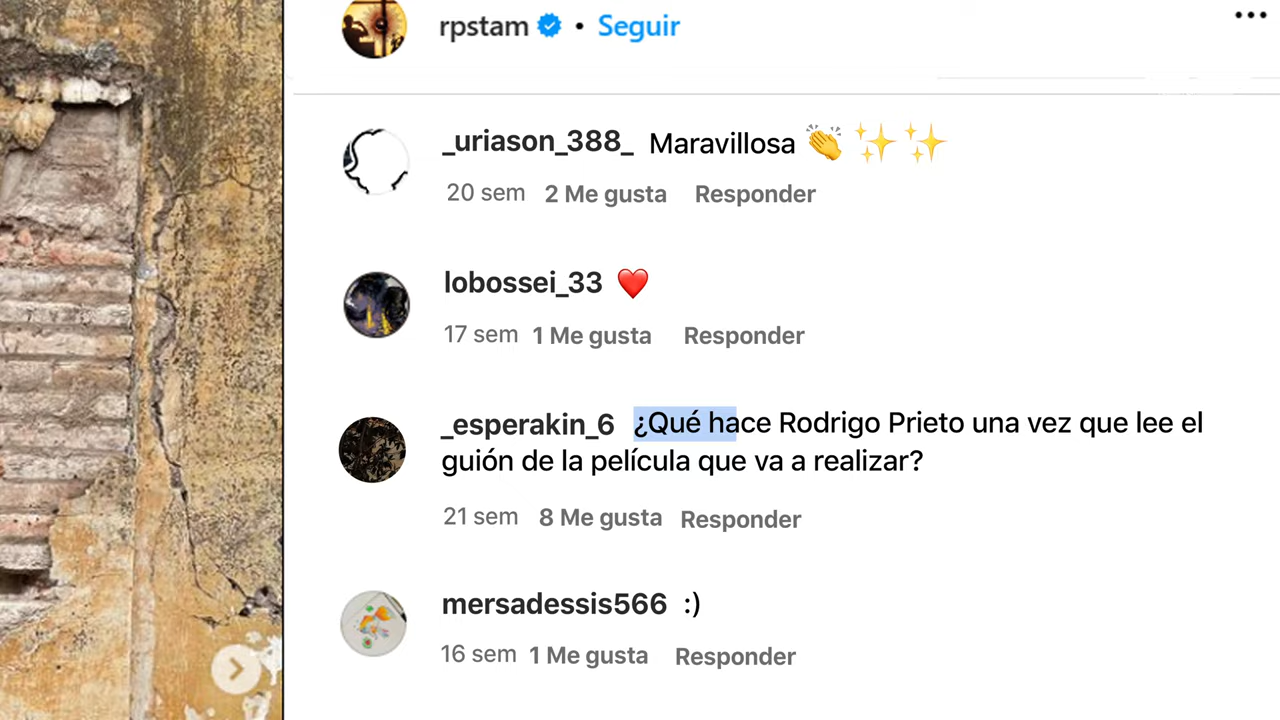 rpstam • Seguir
_uriason_388_ Maravillosa 👏 ✨ ✨
20 sem 2 Me gusta Responder
lobossei_33 ❤️
17 sem 1 Me gusta Responder
_esperakin_6 ¿Qué hace Rodrigo Prieto una vez que lee el
guión de la película que va a realizar?
21 sem 8 Me gusta Responder
mersadessis566 :)
16 sem 1 Me gusta Responder